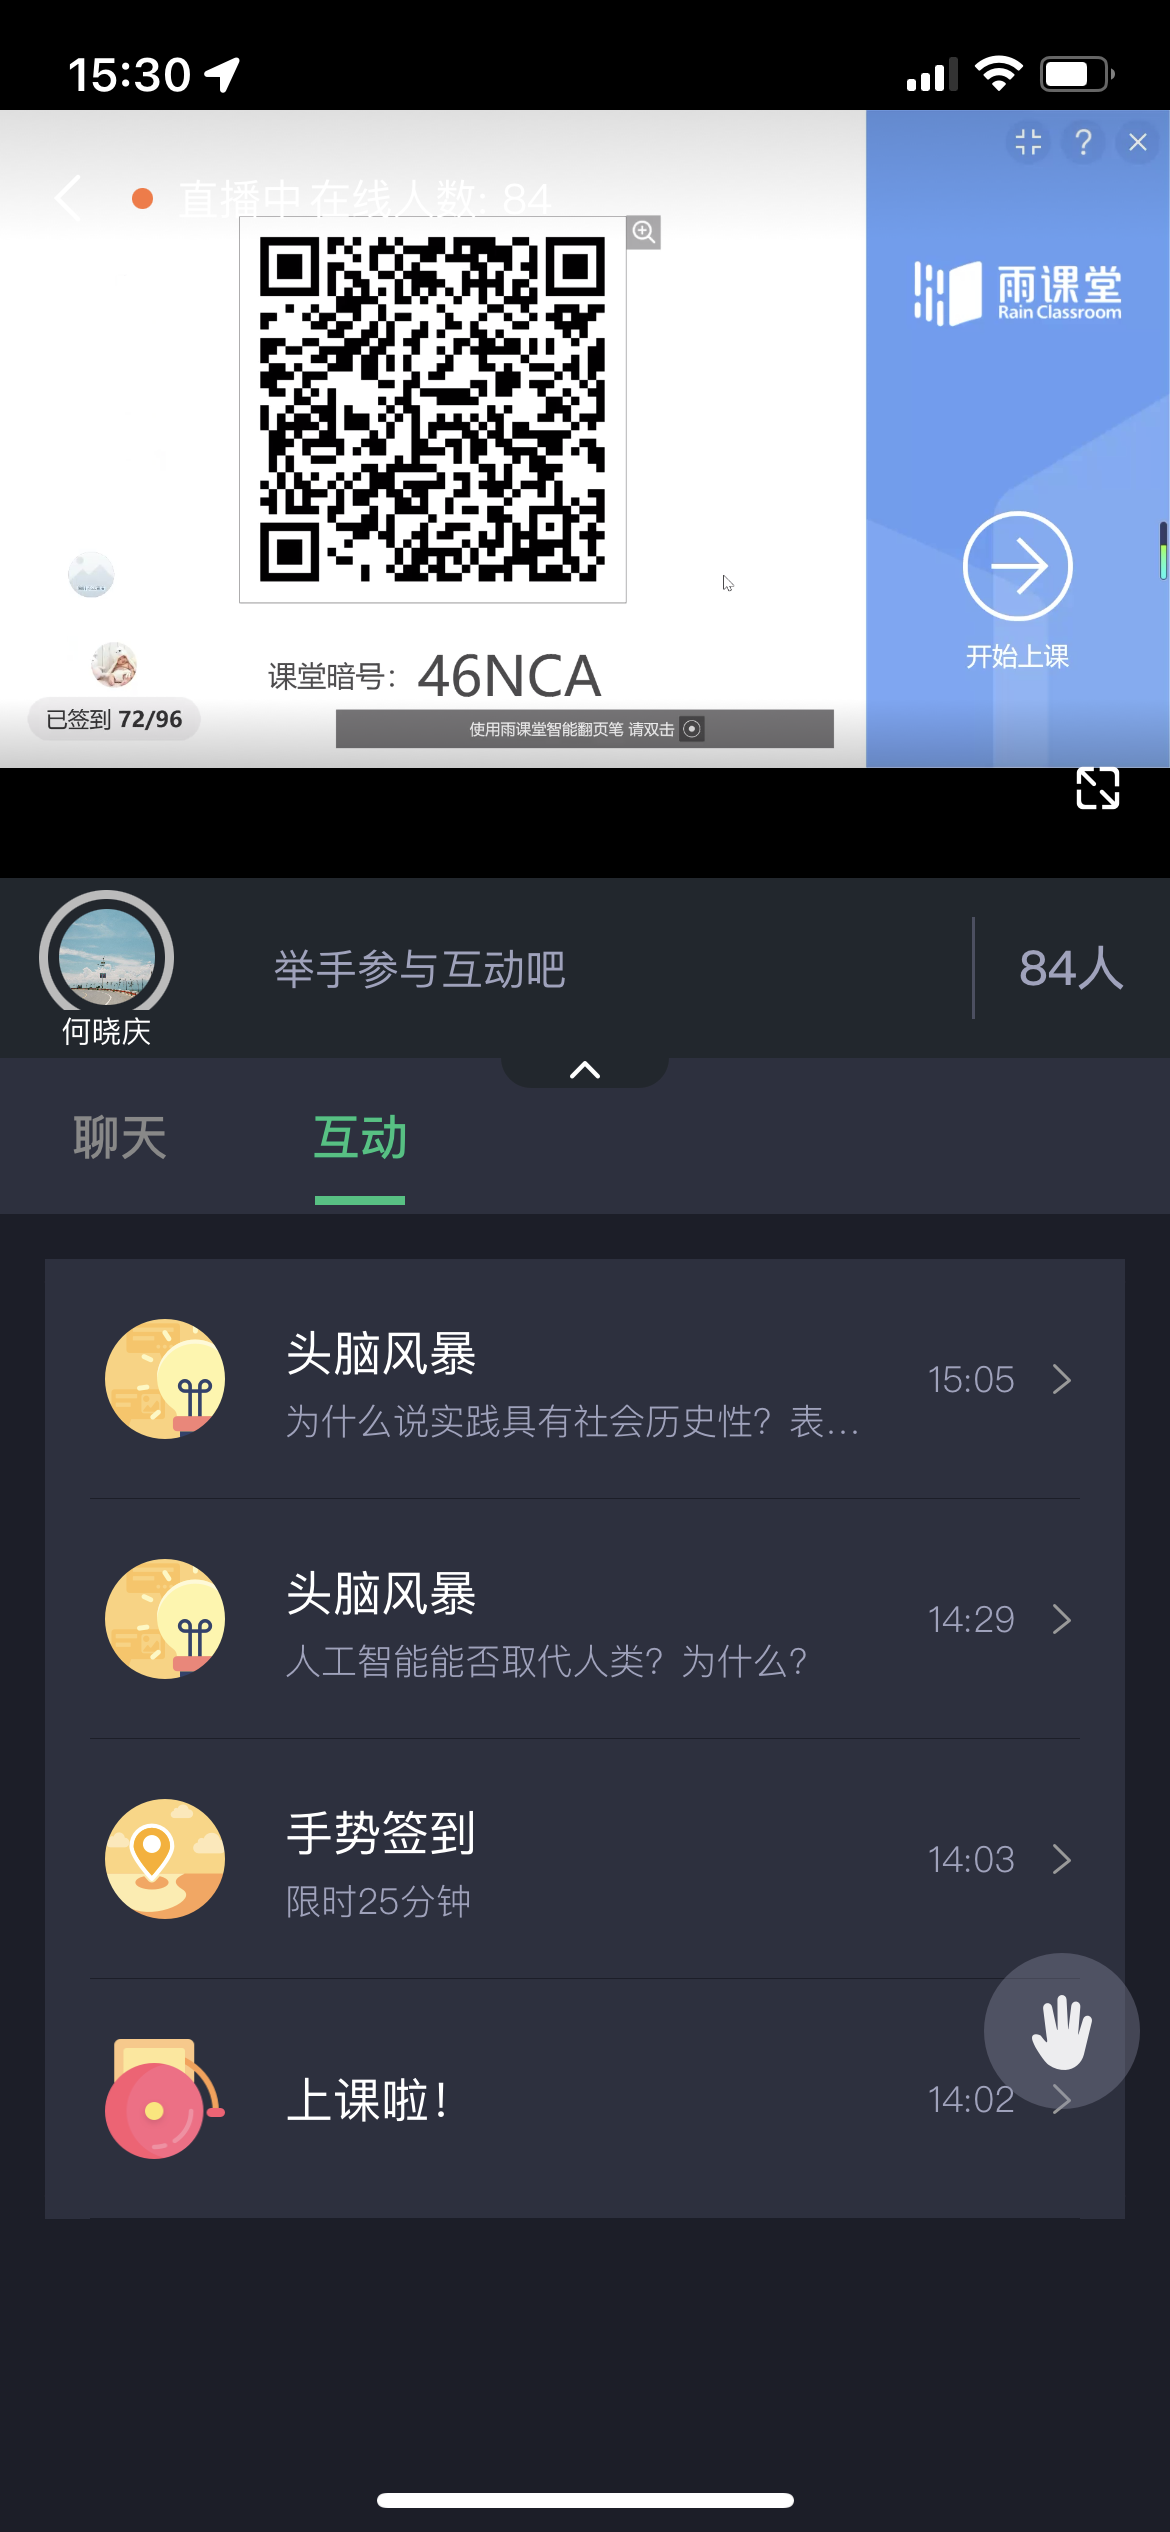 15:30
直播中 在线人数: 84
?
雨课堂
Rain Classroom
开始上课
课堂暗号: 46NCA
已签到 72/96
使用雨课堂智能翻页笔 请双击
何晓庆
举手参与互动吧
84人
聊天
互动
头脑风暴
为什么说实践具有社会历史性？表...
15:05
头脑风暴
人工智能能否取代人类？为什么？
14:29
手势签到
限时25分钟
14:03
上课啦！
14:02